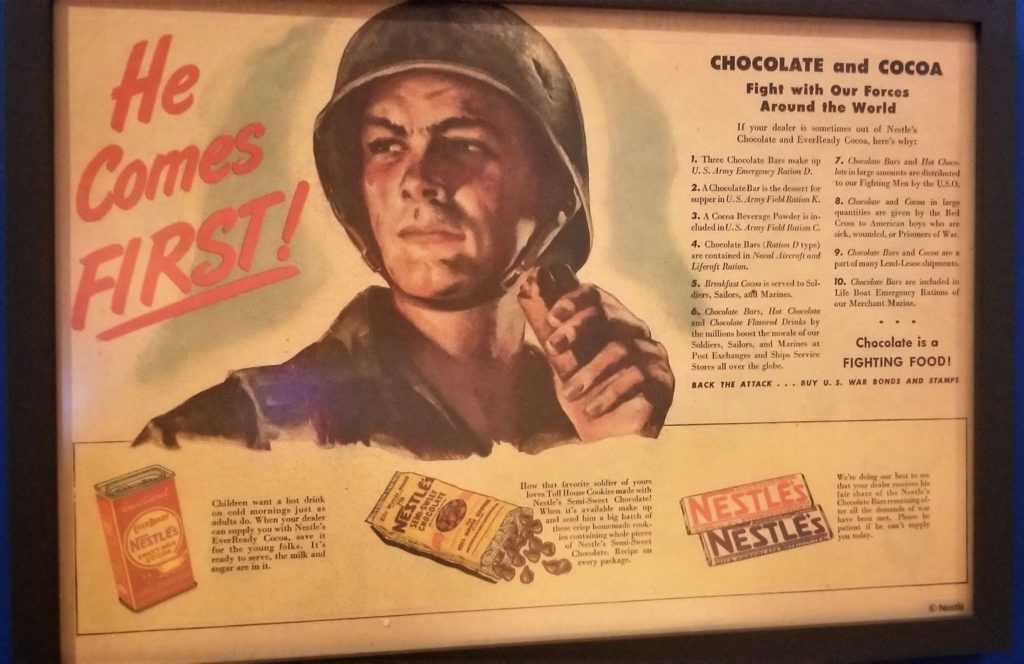 He
Comes
FIRST!
CHOCOLATE and COCOA
Fight with Our Forces
Around the World
If your dealer is sometimes out of Nestle's
Chocolate and EverReady Cocoa, here's why:
1. Three Chocolate Bars make up
U. S. Army Emergency Ration D.
2. A Chocolate Bar is the dessert for
supper in U. S. Army Field Ration K.
3. A Cocoa Beverage Powder is in-
cluded in U. S. Army Field Ration C.
4. Chocolate Bars (Ration D type)
are contained in Naval Aircraft and
Liferaft Ration.
5. Breakfast Cocoa is served to Sol-
diers, Sailors, and Marines.
6. Chocolate Bars, Hot Chocolate
and Chocolate Flavored Drinks by
the millions boost the morale of our
Soldiers, Sailors, and Marines at
Post Exchanges and Ships Service
Stores all over the globe.
7. Chocolate Bars and Hot Choco-
late in large amounts are distributed
to our Fighting Men by the U.S.O.
8. Chocolate and Cocoa in large
quantities are given by the Red
Cross to American boys who are
sick, wounded, or Prisoners of War.
9. Chocolate Bars and Cocoa are a
part of many Lend-Lease shipments.
10. Chocolate Bars are included in
Life Boat Emergency Rations of
our Merchant Marine.
Chocolate is a
FIGHTING FOOD!
BACK THE ATTACK . . . BUY U. S. WAR BONDS AND STAMPS
EVERREADY
NESTLÉ'S
Children want a hot drink
on cold mornings just as
adults do. When your dealer
can supply you with Nestle's
EverReady Cocoa, save it
for the young folks. It's
ready to serve, the milk and
sugar are in it.
NESTLÉ'S
SEMI-SWEET
CHOCOLATE
How that favorite soldier of yours
loves Toll House Cookies made with
Nestle's Semi-Sweet Chocolate!
When it's available make up
and send him a big batch of
these crisp homemade cook-
ies containing whole pieces
of Nestle's Semi-Sweet
Chocolate. Recipe on
every package.
NESTLÉ'S
NESTLÉ'S
We're doing our best to see
that your dealer receives his
fair share of the Nestle's
Chocolate Bars remaining af-
ter all the demands of war
have been met. Please be
patient if he can't supply
you today.
© Nestlé